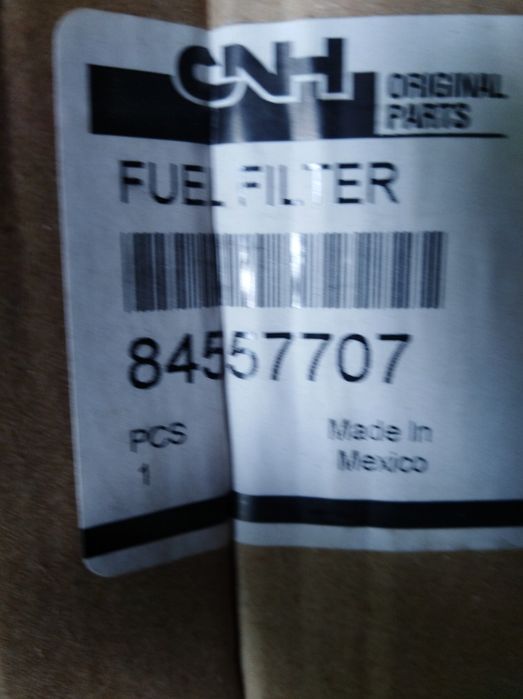 CNH
ORIGINAL
PARTS
FUEL FILTER
84557707
PCS
1
Made In
Mexico